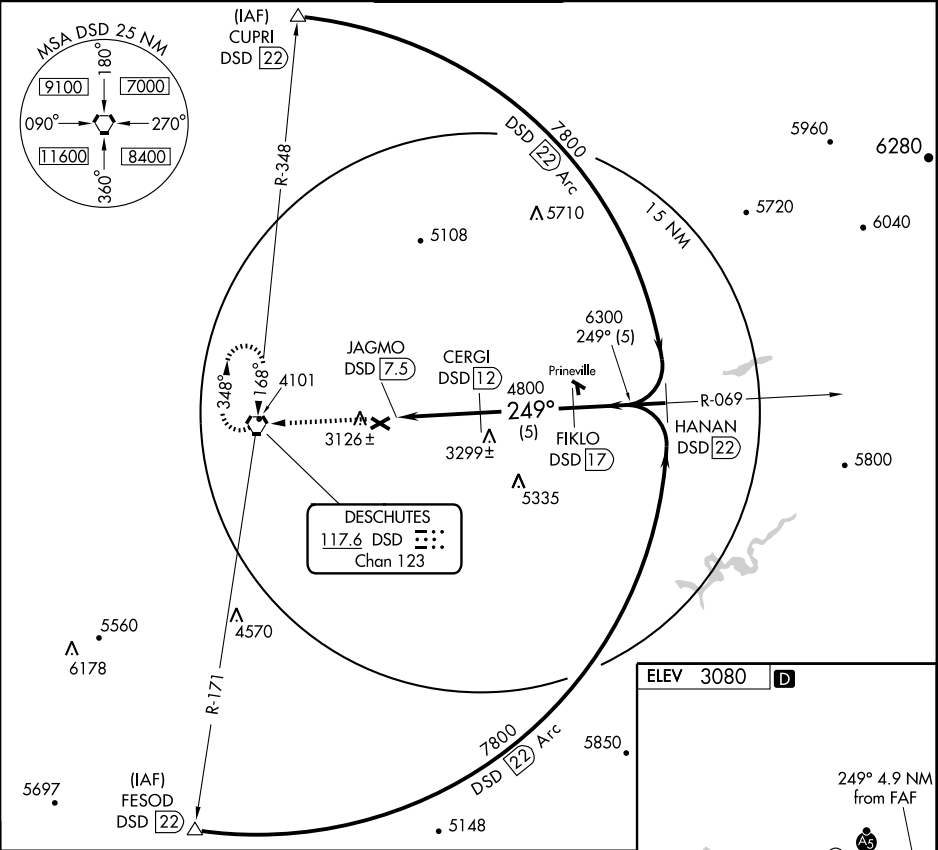 MSA DSD 25 NM
180°
9100
7000
090°
270°
11600
8400
360°
(IAF)
CUPRI
DSD 22
R-348
7800
DSD 22 Arc
15 NM
5960
6280
5720
6040
5710
5108
6300
249° (5)
JAGMO
DSD 7.5
CERGI
DSD 12
Prineville
4800
249°
(5)
348°
168°
4101
R-069
HANAN
DSD 22
3126±
3299±
FIKLO
DSD 17
5800
5335
DESCHUTES
117.6 DSD
Chan 123
5560
6178
4570
R-171
ELEV 3080 D
7800
DSD 22 Arc
5850
5697
(IAF)
FESOD
DSD 22
5148
249° 4.9 NM
from FAF
A5